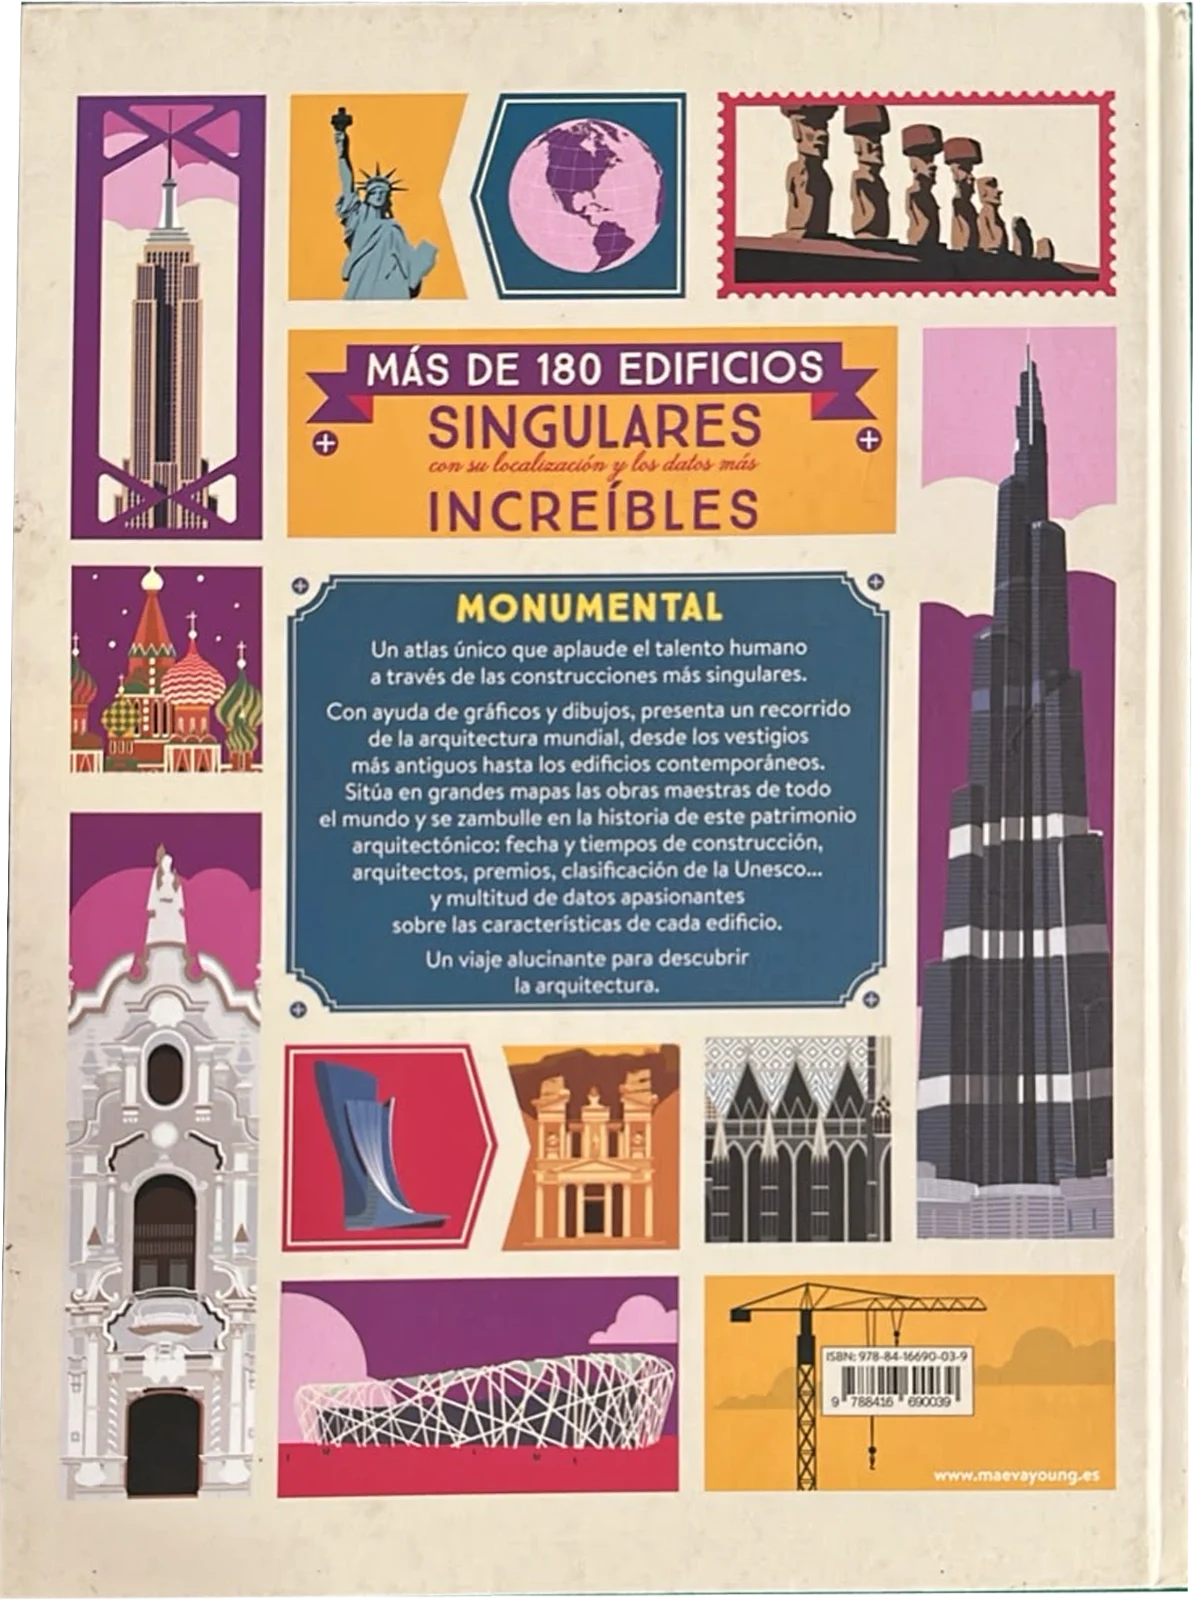 MÁS DE 180 EDIFICIOS
SINGULARES
con su localización y los datos más
INCREÍBLES
MONUMENTAL
Un atlas único que aplaude el talento humano
a través de las construcciones más singulares.
Con ayuda de gráficos y dibujos, presenta un recorrido
de la arquitectura mundial, desde los vestigios
más antiguos hasta los edificios contemporáneos.
Sitúa en grandes mapas las obras maestras de todo
el mundo y se zambulle en la historia de este patrimonio
arquitectónico: fecha y tiempos de construcción,
arquitectos, premios, clasificación de la Unesco...
y multitud de datos apasionantes
sobre las características de cada edificio.
Un viaje alucinante para descubrir
la arquitectura.
ISBN: 978-84-16690-03-9
9 788416 690039
www.maevayoung.es